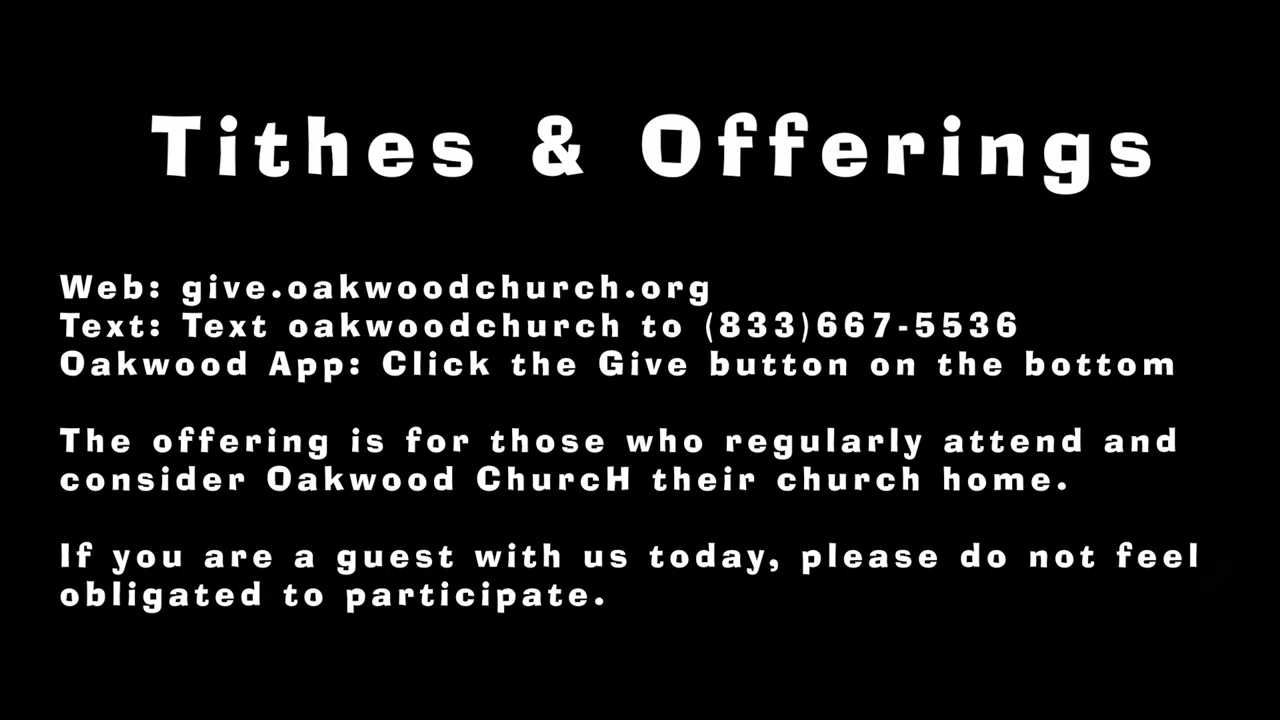 Tithes & Offerings
Web: give.oakwoodchurch.org
Text: Text oakwoodchurch to (833)667-5536
Oakwood App: Click the Give button on the bottom
The offering is for those who regularly attend and
consider Oakwood ChurcH their church home.
If you are a guest with us today, please do not feel
obligated to participate.